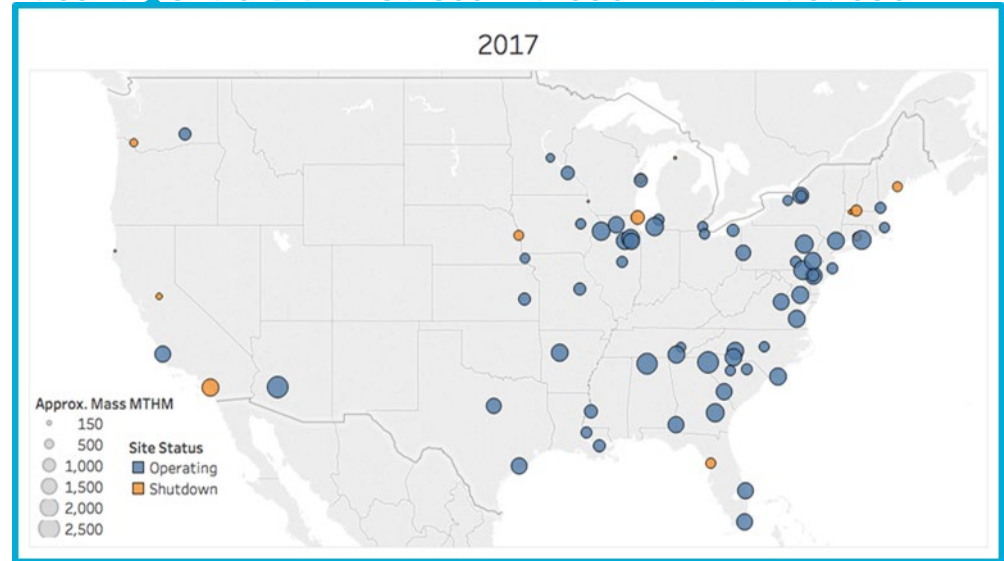 2017
Approx. Mass MTHM
150
500
1,000
1,500
2,000
2,500
Site Status
Operating
Shutdown